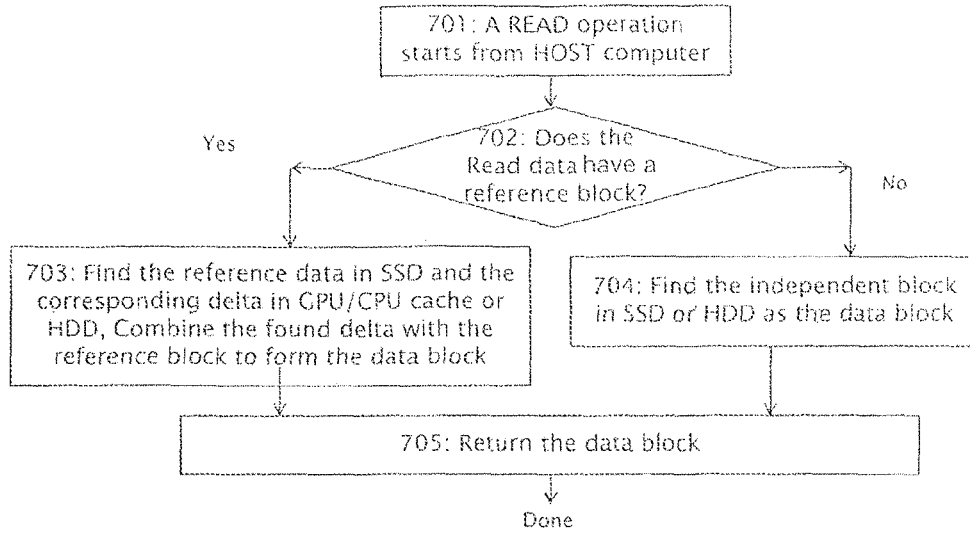 701: A READ operation
starts from HOST computer
702: Does the
Read data have a
reference block?
Yes
No
703: Find the reference data in SSD and the
corresponding delta in GPU/CPU cache or
HDD, Combine the found delta with the
reference block to form the data block
704: Find the independent block
in SSD or HDD as the data block
705: Return the data block
Done